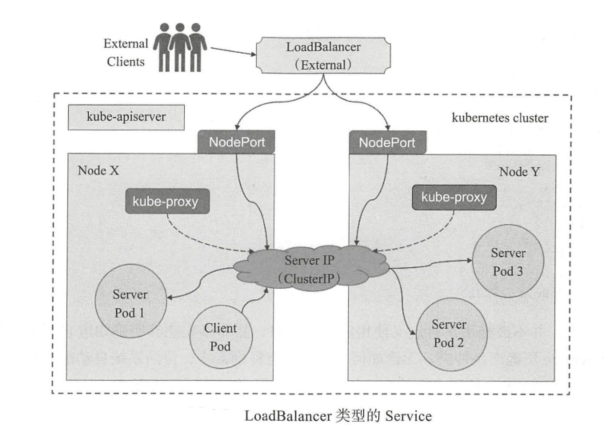 External
Clients
LoadBalancer
(External)
kube-apiserver
kubernetes cluster
NodePort
NodePort
Node X
Node Y
kube-proxy
kube-proxy
Server IP
(ClusterIP)
Server
Pod 1
Client
Pod
Server
Pod 3
Server
Pod 2
LoadBalancer 类型的 Service